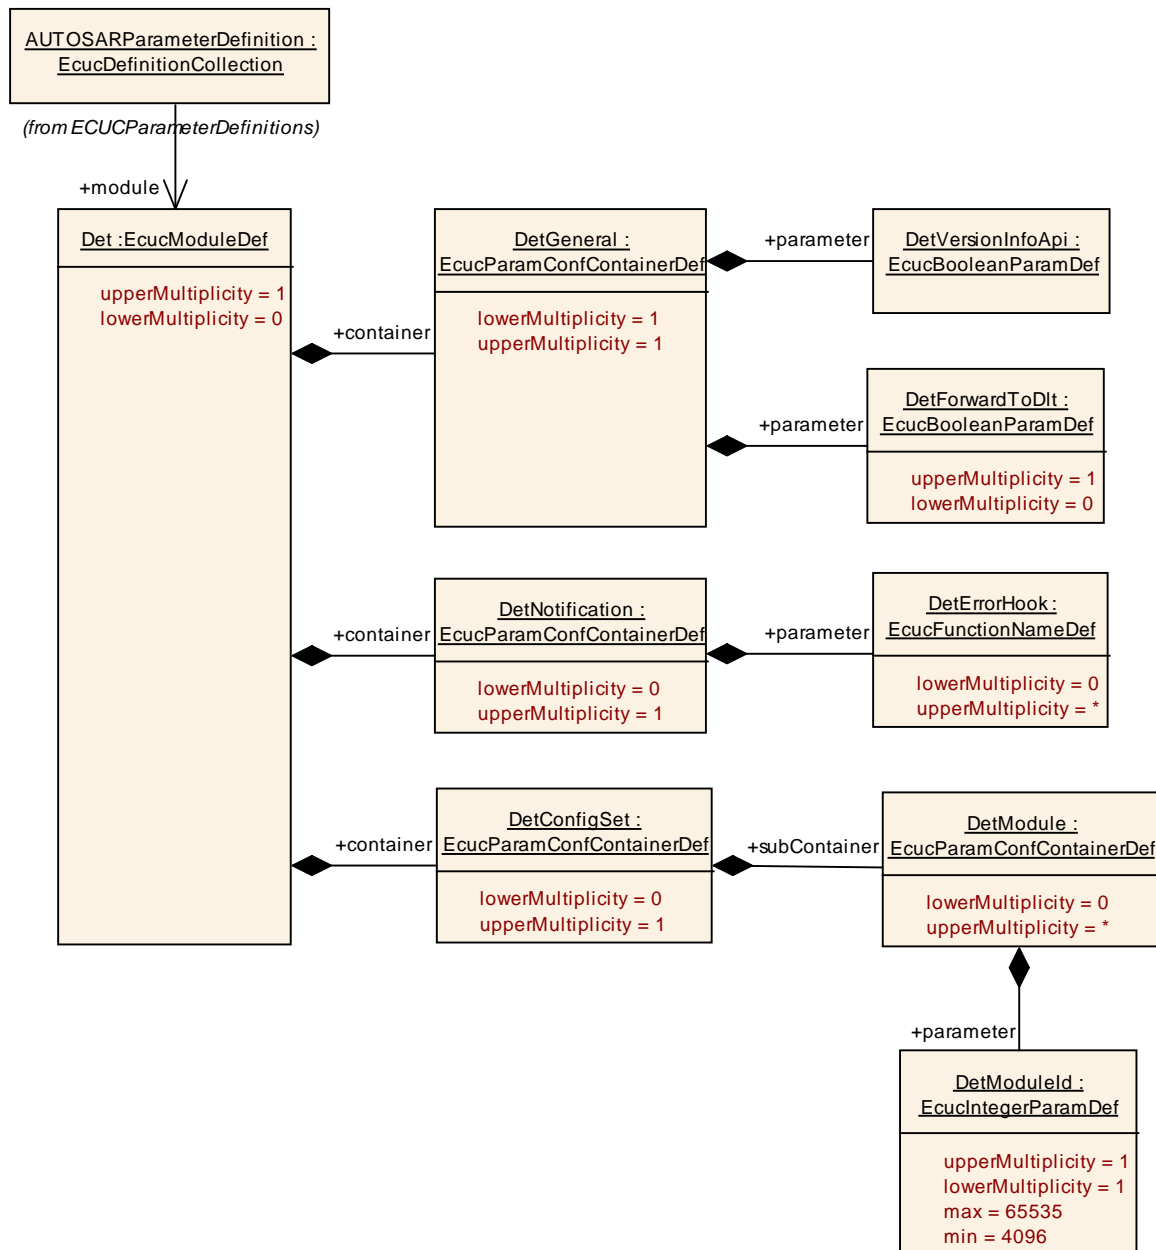 AUTOSARParameterDefinition :
EcucDefinitionCollection
(from ECUCParameterDefinitions)
+module
Det :EcucModuleDef
upperMultiplicity = 1
lowerMultiplicity = 0
+container
DetGeneral :
EcucParamConfContainerDef
lowerMultiplicity = 1
upperMultiplicity = 1
+parameter
DetVersionInfoApi :
EcucBooleanParamDef
+parameter
DetForwardToDlt :
EcucBooleanParamDef
upperMultiplicity = 1
lowerMultiplicity = 0
+container
DetNotification :
EcucParamConfContainerDef
lowerMultiplicity = 0
upperMultiplicity = 1
+parameter
DetErrorHook :
EcucFunctionNameDef
lowerMultiplicity = 0
upperMultiplicity = *
+container
DetConfigSet :
EcucParamConfContainerDef
lowerMultiplicity = 0
upperMultiplicity = 1
+subContainer
DetModule :
EcucParamConfContainerDef
lowerMultiplicity = 0
upperMultiplicity = *
+parameter
DetModuleId :
EcucIntegerParamDef
upperMultiplicity = 1
lowerMultiplicity = 1
max = 65535
min = 4096